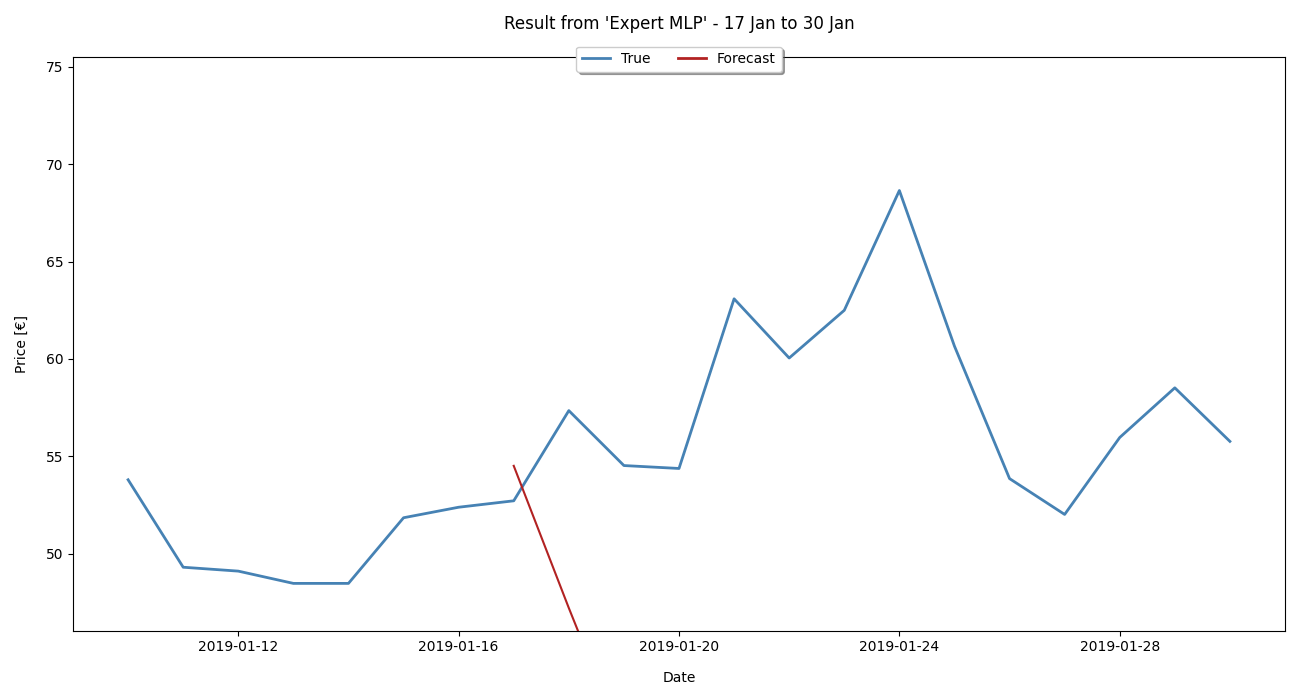 Result from 'Expert MLP' - 17 Jan to 30 Jan
True Forecast
75
70
65
60
55
50
Price [€]
2019-01-12 2019-01-16 2019-01-20 2019-01-24 2019-01-28
Date